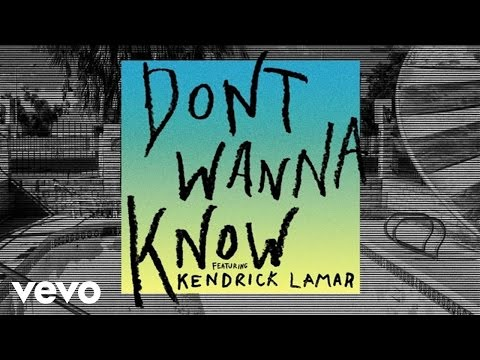 DONT
WANNA
KNOW
FEATURING
KENDRICK LAMAR
vevo